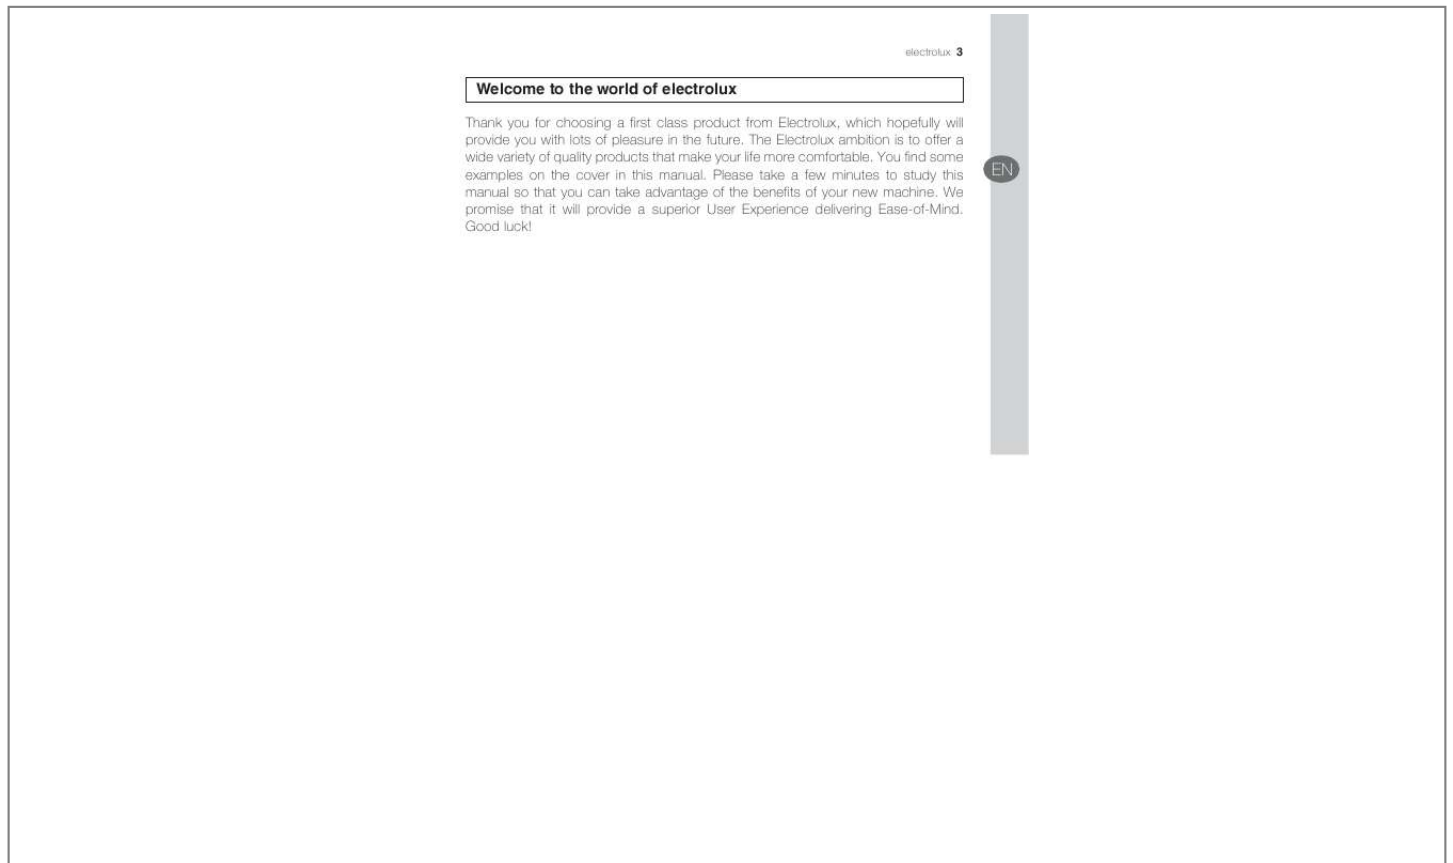 electrolux 3
Welcome to the world of electrolux
Thank you for choosing a first class product from Electrolux, which hopefully will
provide you with lots of pleasure in the future. The Electrolux ambition is to offer a
wide variety of quality products that make your life more comfortable. You find some
examples on the cover in this manual. Please take a few minutes to study this
manual so that you can take advantage of the benefits of your new machine. We
promise that it will provide a superior User Experience delivering Ease-of-Mind.
Good luck!
EN